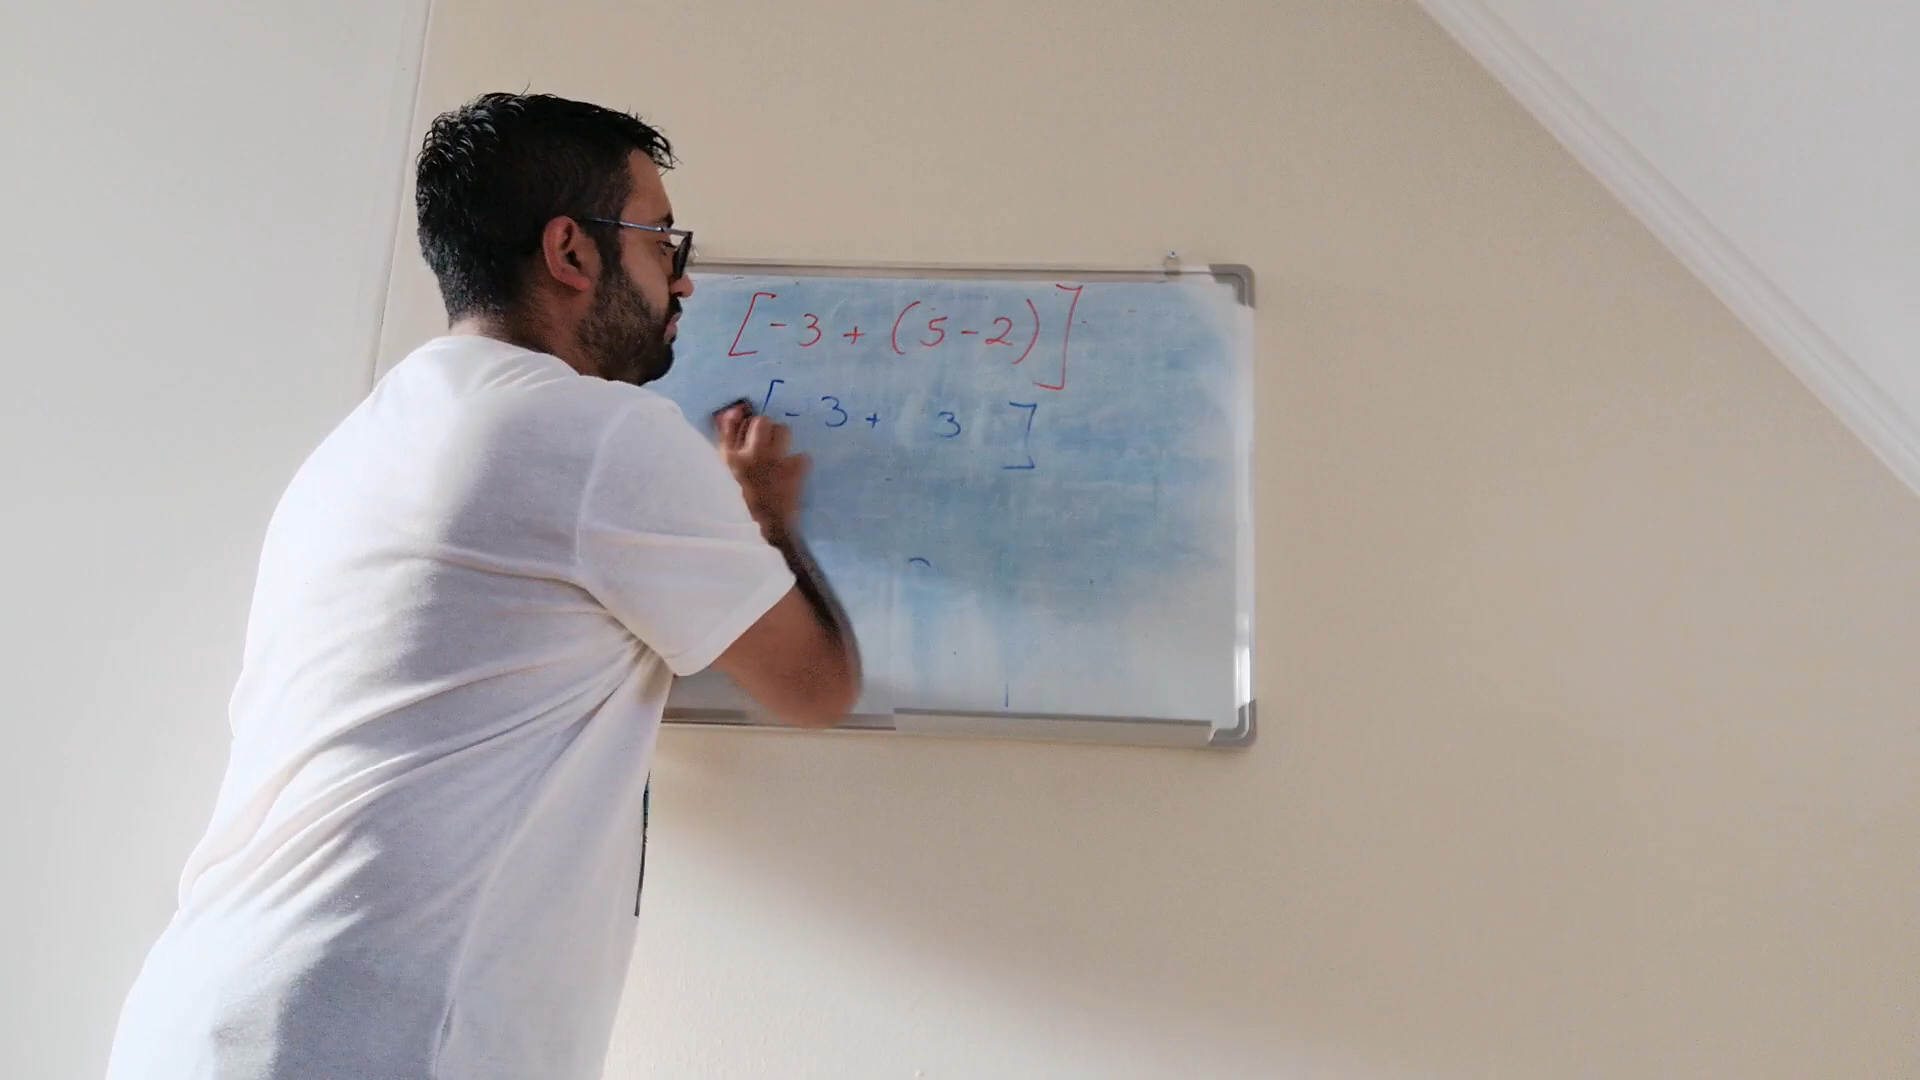 [-3 + (5-2)]
[-3 + 3 ]